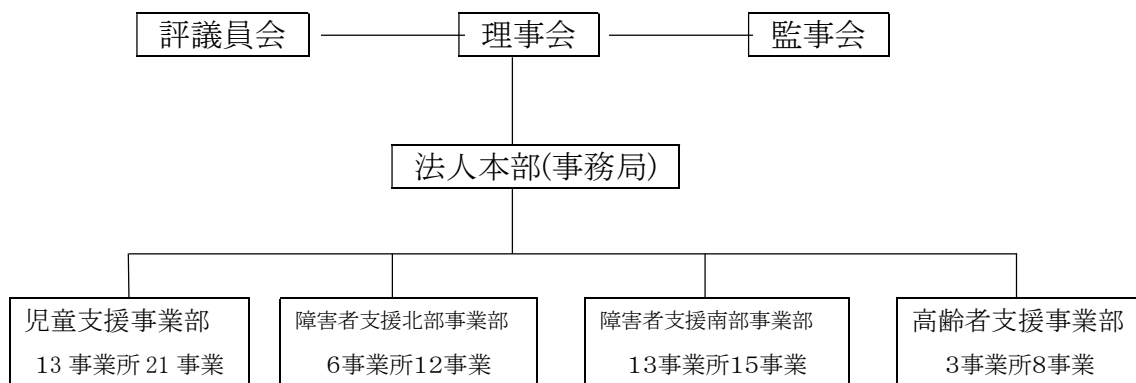 評議員会
理事会
監事会
法人本部(事務局)
児童支援事業部
13 事業所 21 事業
障害者支援北部事業部
6事業所12事業
障害者支援南部事業部
13事業所15事業
高齢者支援事業部
3事業所8事業